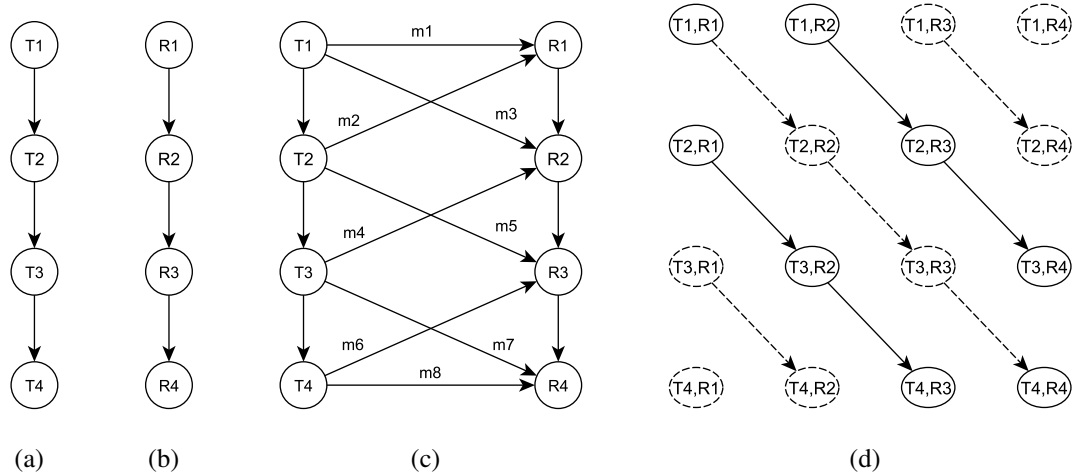 T1
T2
T3
T4
(a)
R1
R2
R3
R4
(b)
T1
m1
R1
m2
m3
T2
R2
m4
m5
T3
R3
m6
m7
T4
m8
R4
(c)
T1,R1
T1,R2
T1,R3
T1,R4
T2,R1
T2,R2
T2,R3
T2,R4
T3,R1
T3,R2
T3,R3
T3,R4
T4,R1
T4,R2
T4,R3
T4,R4
(d)